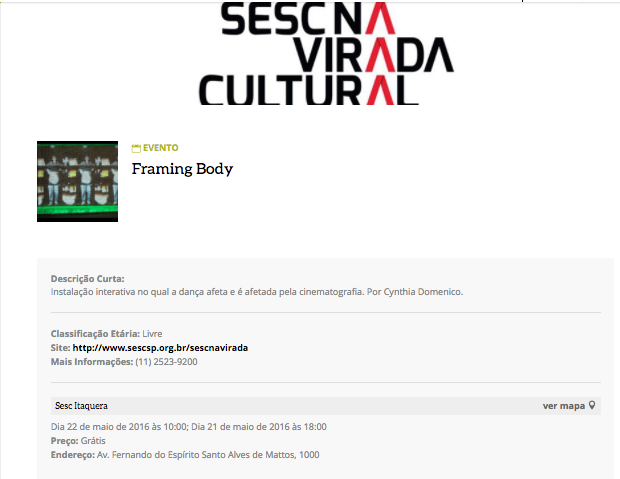 SESC NA
VIRADA
CULTURAL
EVENTO
Framing Body
Descrição Curta:
Instalação interativa no qual a dança afeta e é afetada pela cinematografia. Por Cynthia Domenico.
Classificação Etária: Livre
Site: http://www.sescsp.org.br/sescnavirada
Mais Informações: (11) 2523-9200
Sesc Itaquera ver mapa
Dia 22 de maio de 2016 às 10:00; Dia 21 de maio de 2016 às 18:00
Preço: Grátis
Endereço: Av. Fernando do Espírito Santo Alves de Mattos, 1000